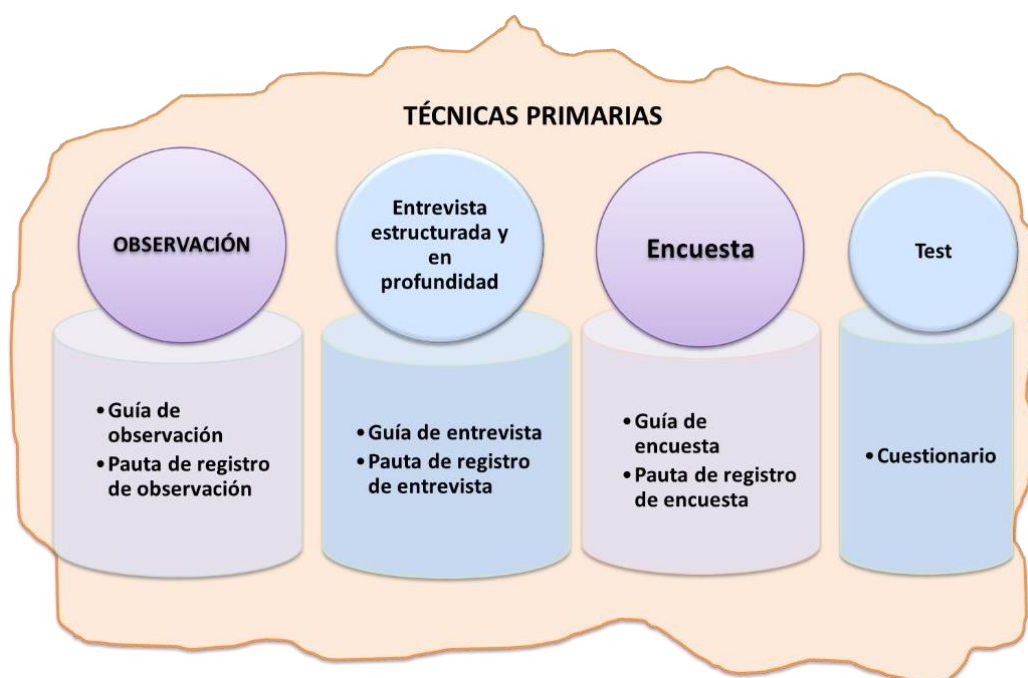 TÉCNICAS PRIMARIAS
OBSERVACIÓN
• Guía de
observación
• Pauta de registro
de observación
Entrevista
estructurada y
en
profundidad
• Guía de entrevista
• Pauta de registro
de entrevista
Encuesta
• Guía de
encuesta
• Pauta de registro
de encuesta
Test
• Cuestionario